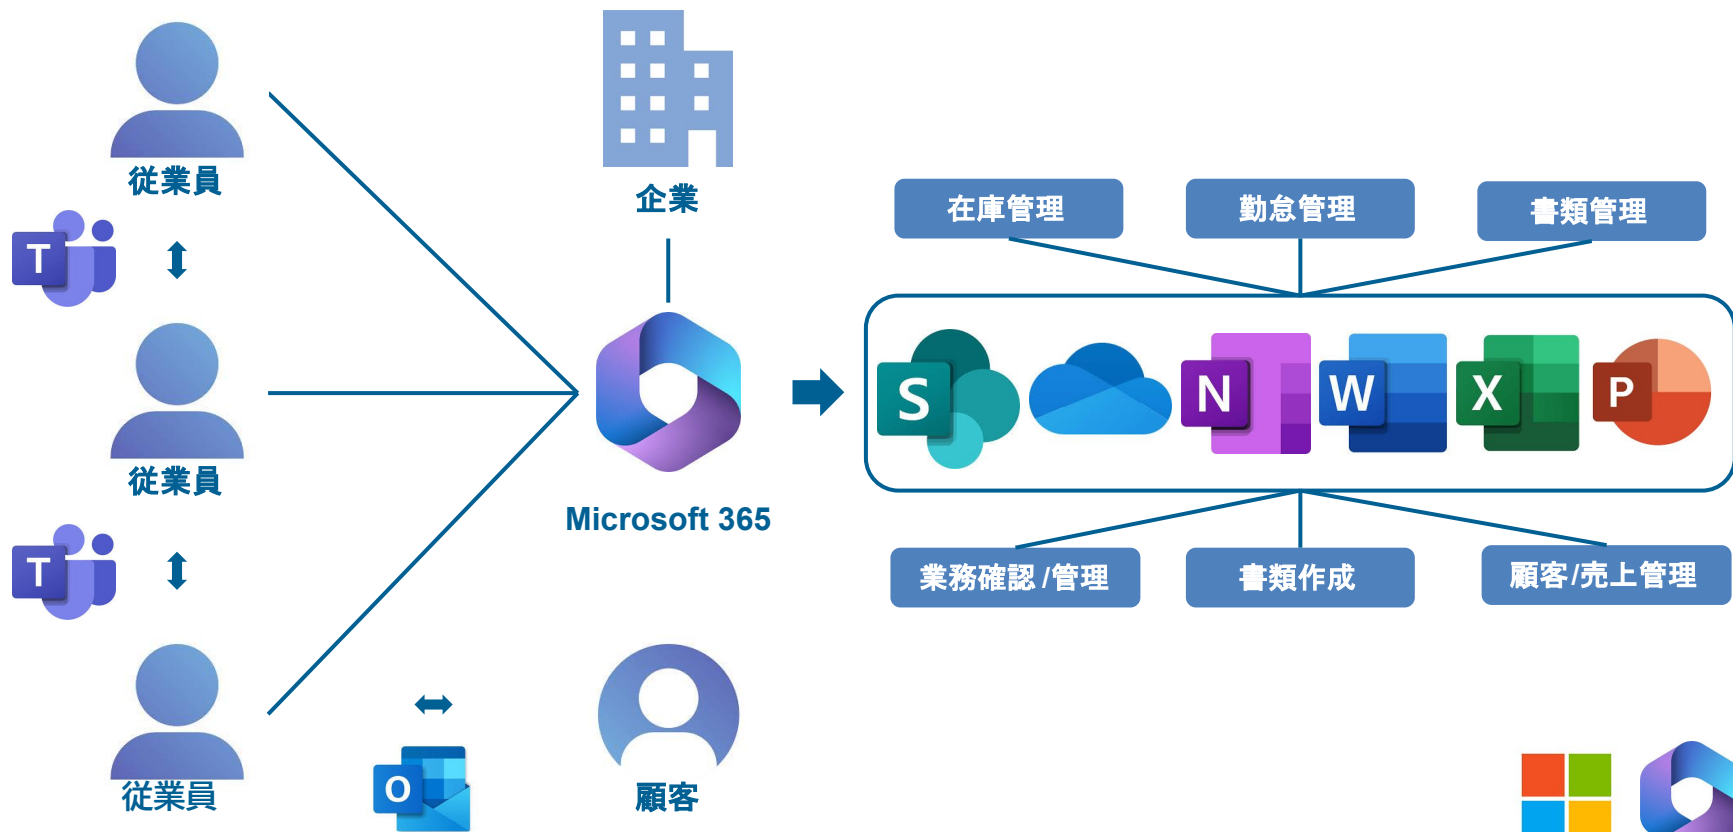 従業員
企業
在庫管理
勤怠管理
書類管理
T
従業員
S
N
W
X
P
Microsoft 365
T
業務確認/管理
書類作成
顧客/売上管理
従業員
O
顧客